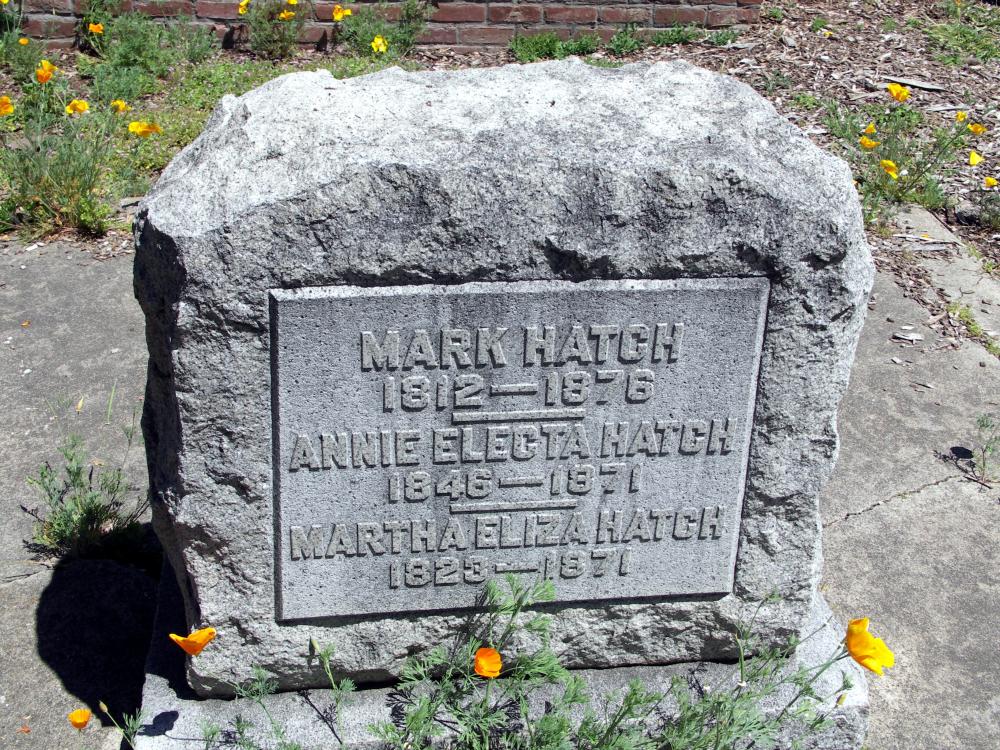 MARK HATCH
1812—1876
ANNIE ELECTA HATCH
1846—1871
MARTHA ELIZA HATCH
1823—1871